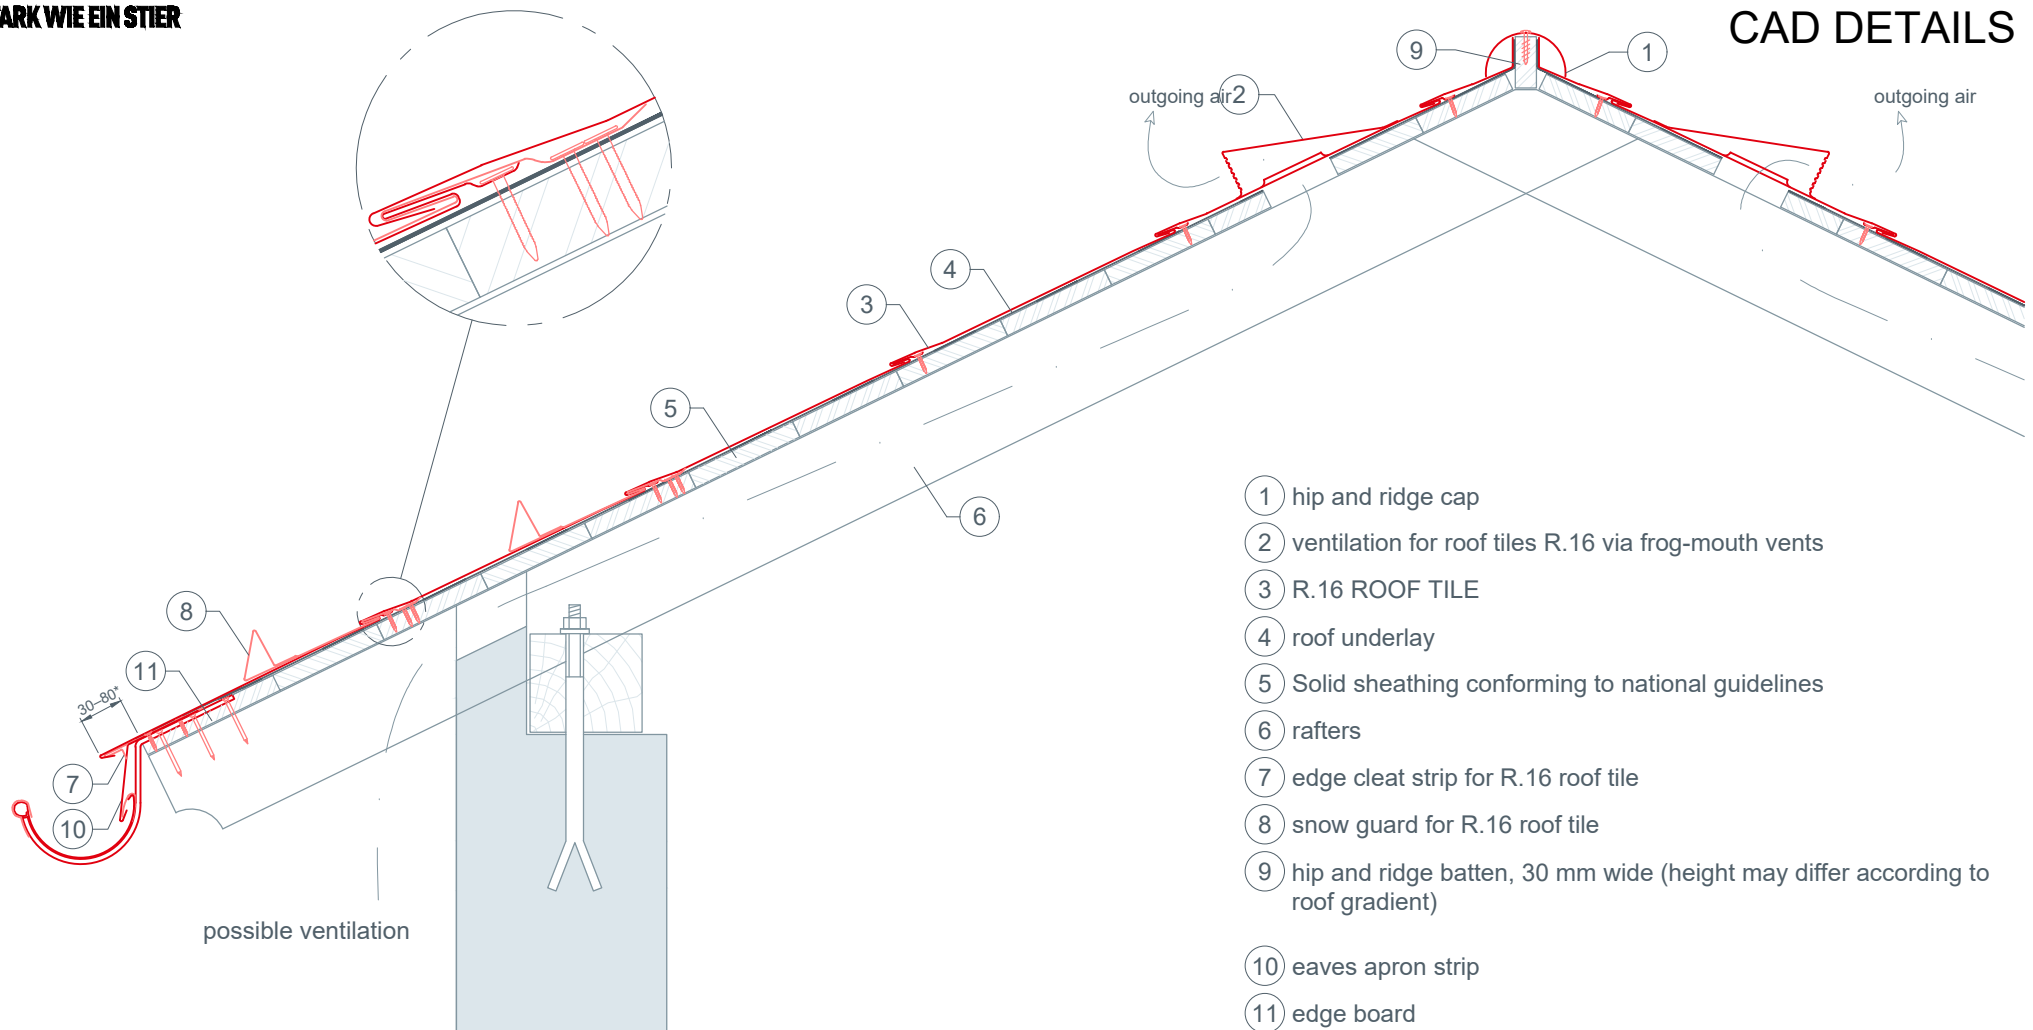 ARK WIE EIN STIER
CAD DETAILS
9
1
outgoing air
2
outgoing air
4
3
5
6
8
11
30–80*
7
10
possible ventilation
1 hip and ridge cap
2 ventilation for roof tiles R.16 via frog-mouth vents
3 R.16 ROOF TILE
4 roof underlay
5 Solid sheathing conforming to national guidelines
6 rafters
7 edge cleat strip for R.16 roof tile
8 snow guard for R.16 roof tile
9 hip and ridge batten, 30 mm wide (height may differ according to
roof gradient)
10 eaves apron strip
11 edge board